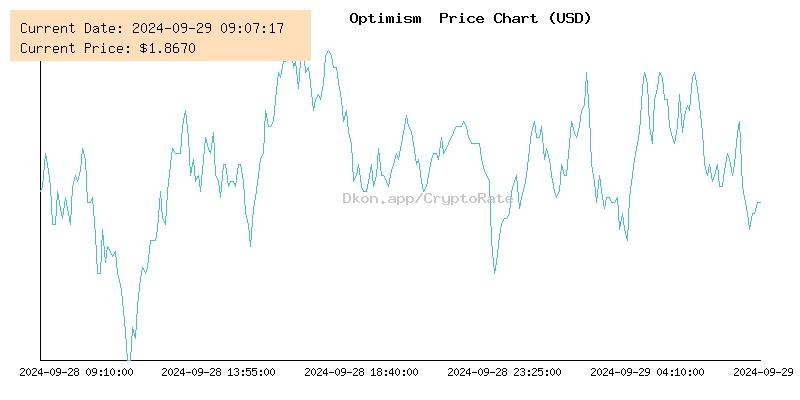 Optimism  Price Chart (USD)
Current Date: 2024-09-29 09:07:17
Current Price: $1.8670
Dkon.app/CryptoRate
2024-09-28 09:10:00 2024-09-28 13:55:00 2024-09-28 18:40:00 2024-09-28 23:25:00 2024-09-29 04:10:00 2024-09-29